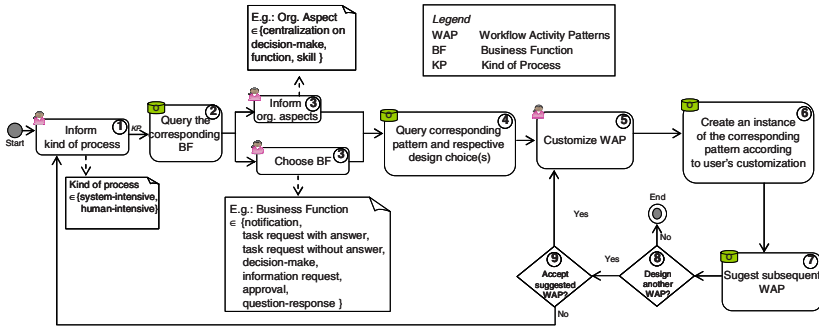 E.g.: Org. Aspect
∈{centralization on
decision-make,
function, skill }
Legend
WAP Workflow Activity Patterns
BF Business Function
KP Kind of Process
Start
1
Inform
kind of process
KP
2
Query the
corresponding
BF
3
Inform
org. aspects
3
Choose BF
4
Query corresponding
pattern and respective
design choice(s)
5
Customize WAP
6
Create an instance
of the corresponding
pattern according
to user's customization
Kind of process
∈{system-intensive,
human-intensive}
E.g.: Business Function
∈ {notification,
task request with answer,
task request without answer,
decision-make,
information request,
approval,
question-response }
End
Yes
No
9
Accept
suggested
WAP?
Yes
8
Design
another
WAP?
7
Sugest subsequent
WAP
No